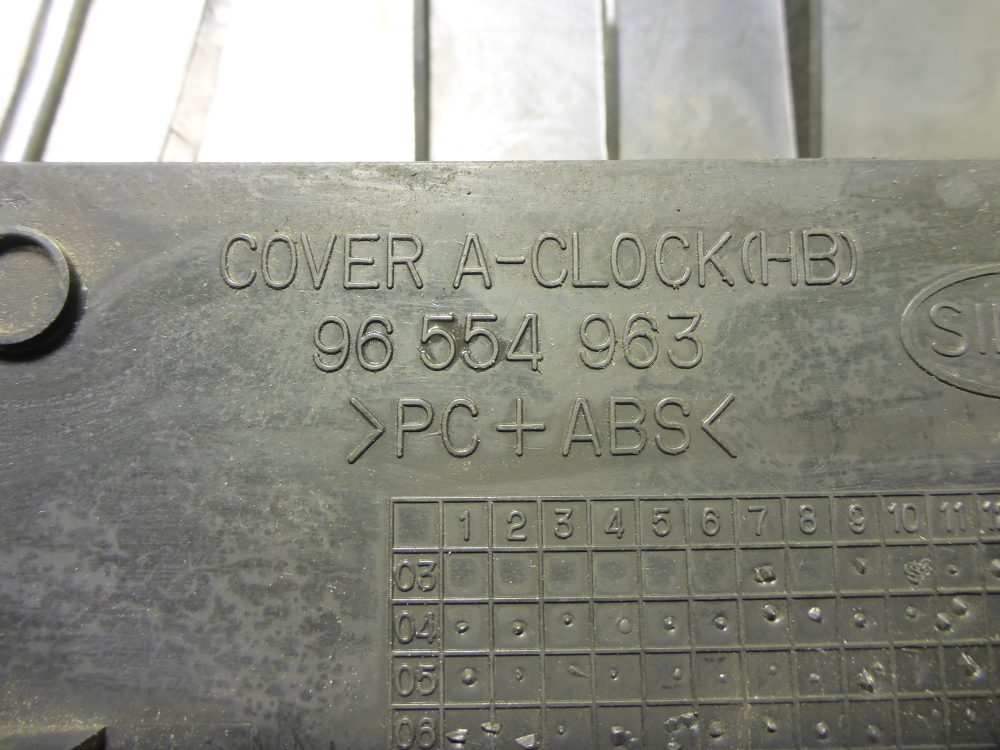 COVER A-CLOCK(HB)
96 554 963
>PC+ABS<
1 2 3 4 5 6 7 8 9 10 11
03
04
05
06